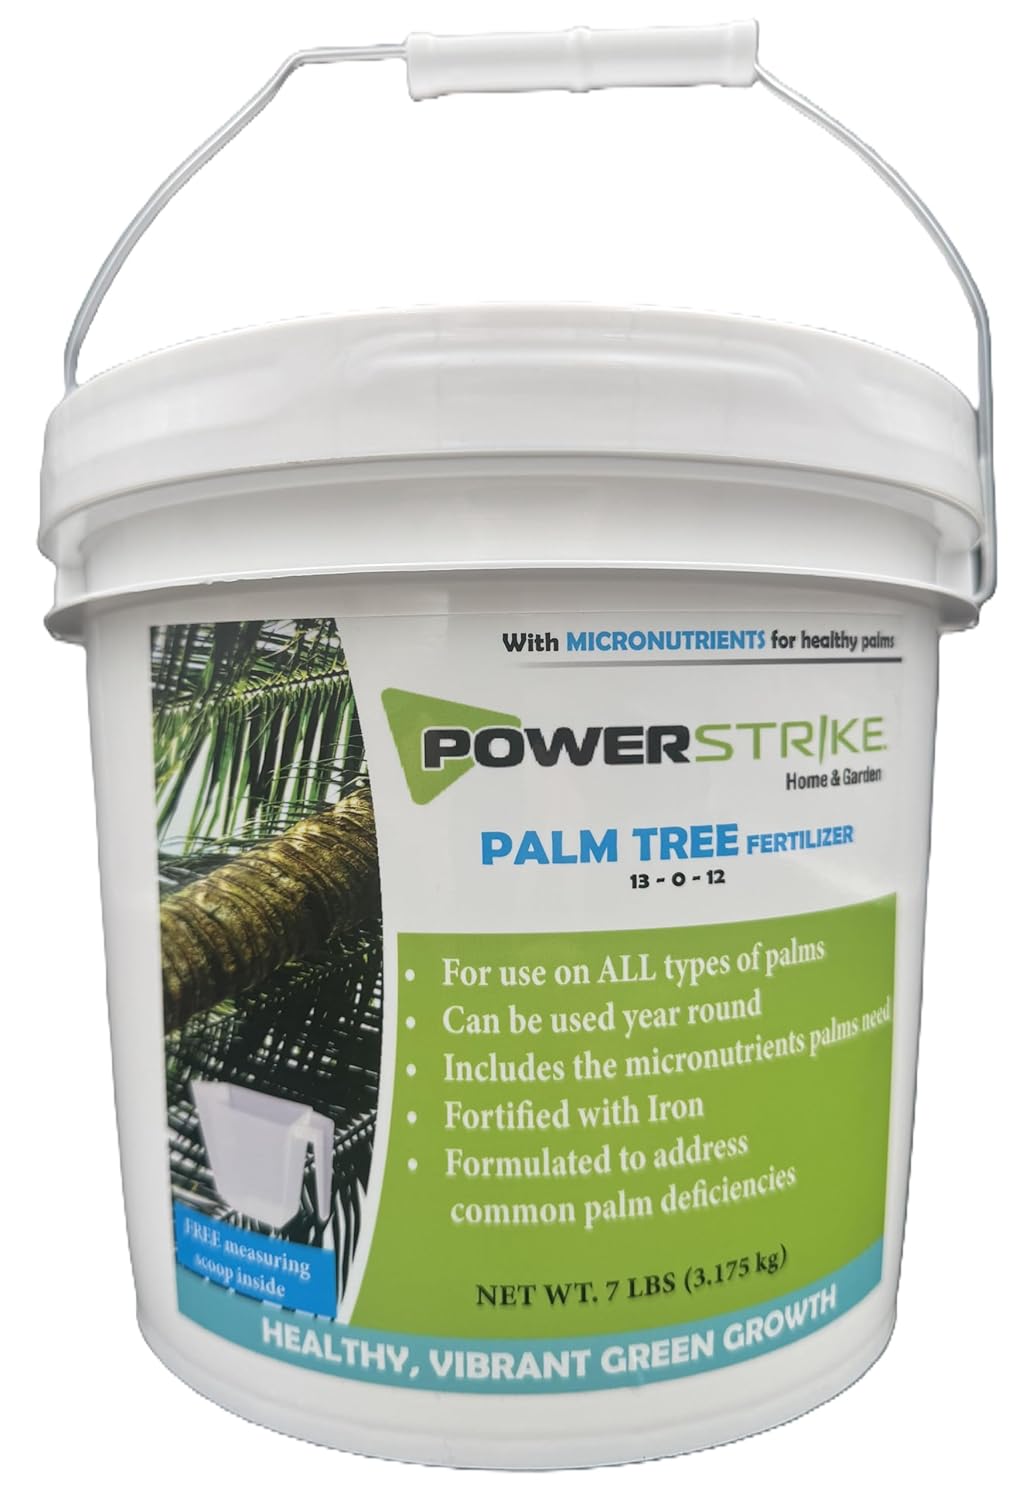 With MICRONUTRIENTS for healthy palms
POWERSTRIKE
Home & Garden
PALM TREE FERTILIZER
13 - 0 - 12
• For use on ALL types of palms
• Can be used year round
• Includes the micronutrients palms need
• Fortified with Iron
• Formulated to address
common palm deficiencies
FREE measuring
scoop inside
NET WT. 7 LBS (3.175 kg)
HEALTHY, VIBRANT GREEN GROWTH